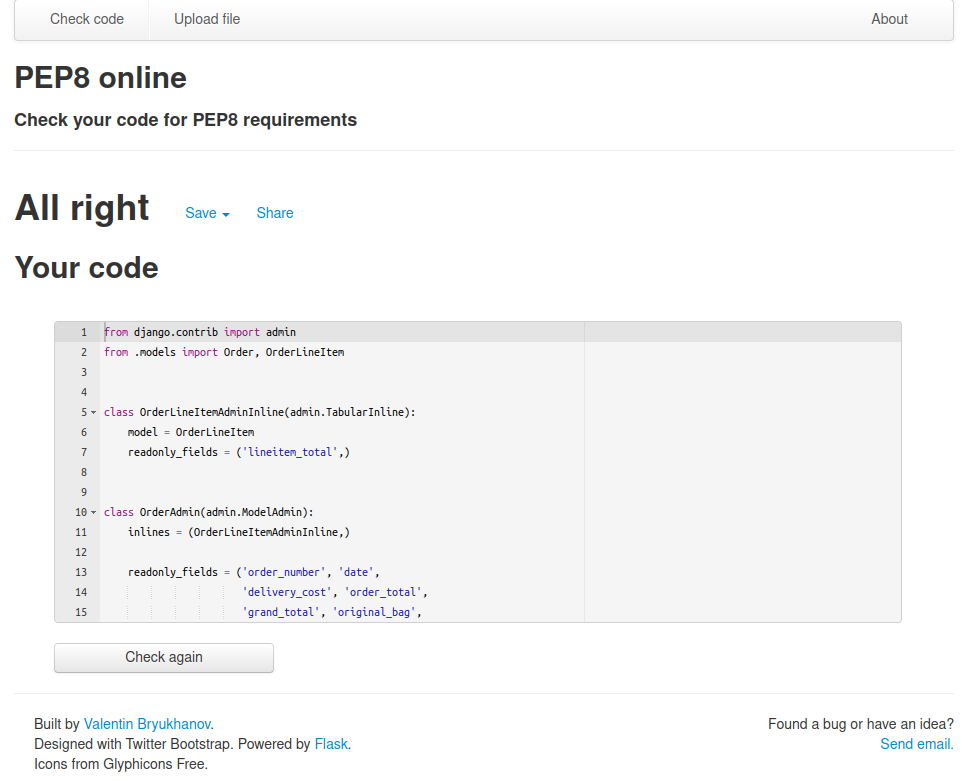 Check code Upload file About
PEP8 online
Check your code for PEP8 requirements
All right Save Share
Your code
1 from django.contrib import admin
2 from .models import Order, OrderLineItem
3
4
5 class OrderLineItemAdminInline(admin.TabularInline):
6     model = OrderLineItem
7     readonly_fields = ('lineitem_total',)
8
9
10 class OrderAdmin(admin.ModelAdmin):
11     inlines = (OrderLineItemAdminInline,)
12
13     readonly_fields = ('order_number', 'date',
14                        'delivery_cost', 'order_total',
15                        'grand_total', 'original_bag',
Check again
Built by Valentin Bryukhanov. Found a bug or have an idea?
Designed with Twitter Bootstrap. Powered by Flask. Send email.
Icons from Glyphicons Free.